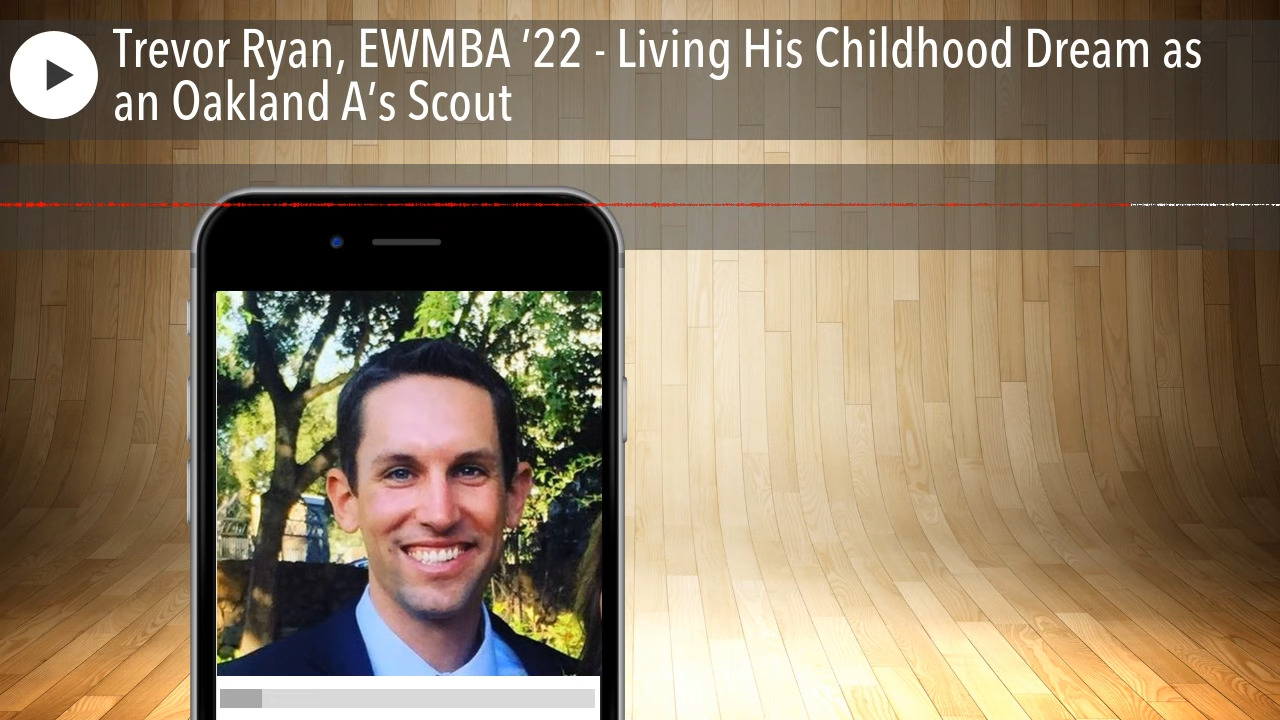 Trevor Ryan, EWMBA ’22 - Living His Childhood Dream as
an Oakland A’s Scout